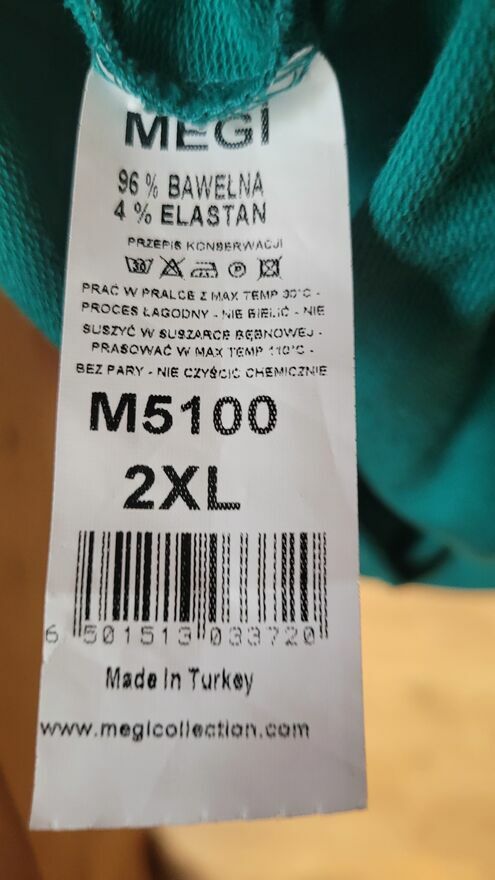 MEGI
96 % BAWEŁNA
4 % ELASTAN
PRZEPIS KONSERWACJI
30 P
PRAĆ W PRALCE Z MAX TEMP 30°C -
PROCES ŁAGODNY - NIE BIELIĆ - NIE
SUSZYĆ W SUSZARCE BĘBNOWEJ -
PRASOWAĆ W MAX TEMP 110°C -
BEZ PARY - NIE CZYŚCIĆ CHEMICZNIE
M5100
2XL
6 501513 033720
Made In Turkey
www.megicollection.com